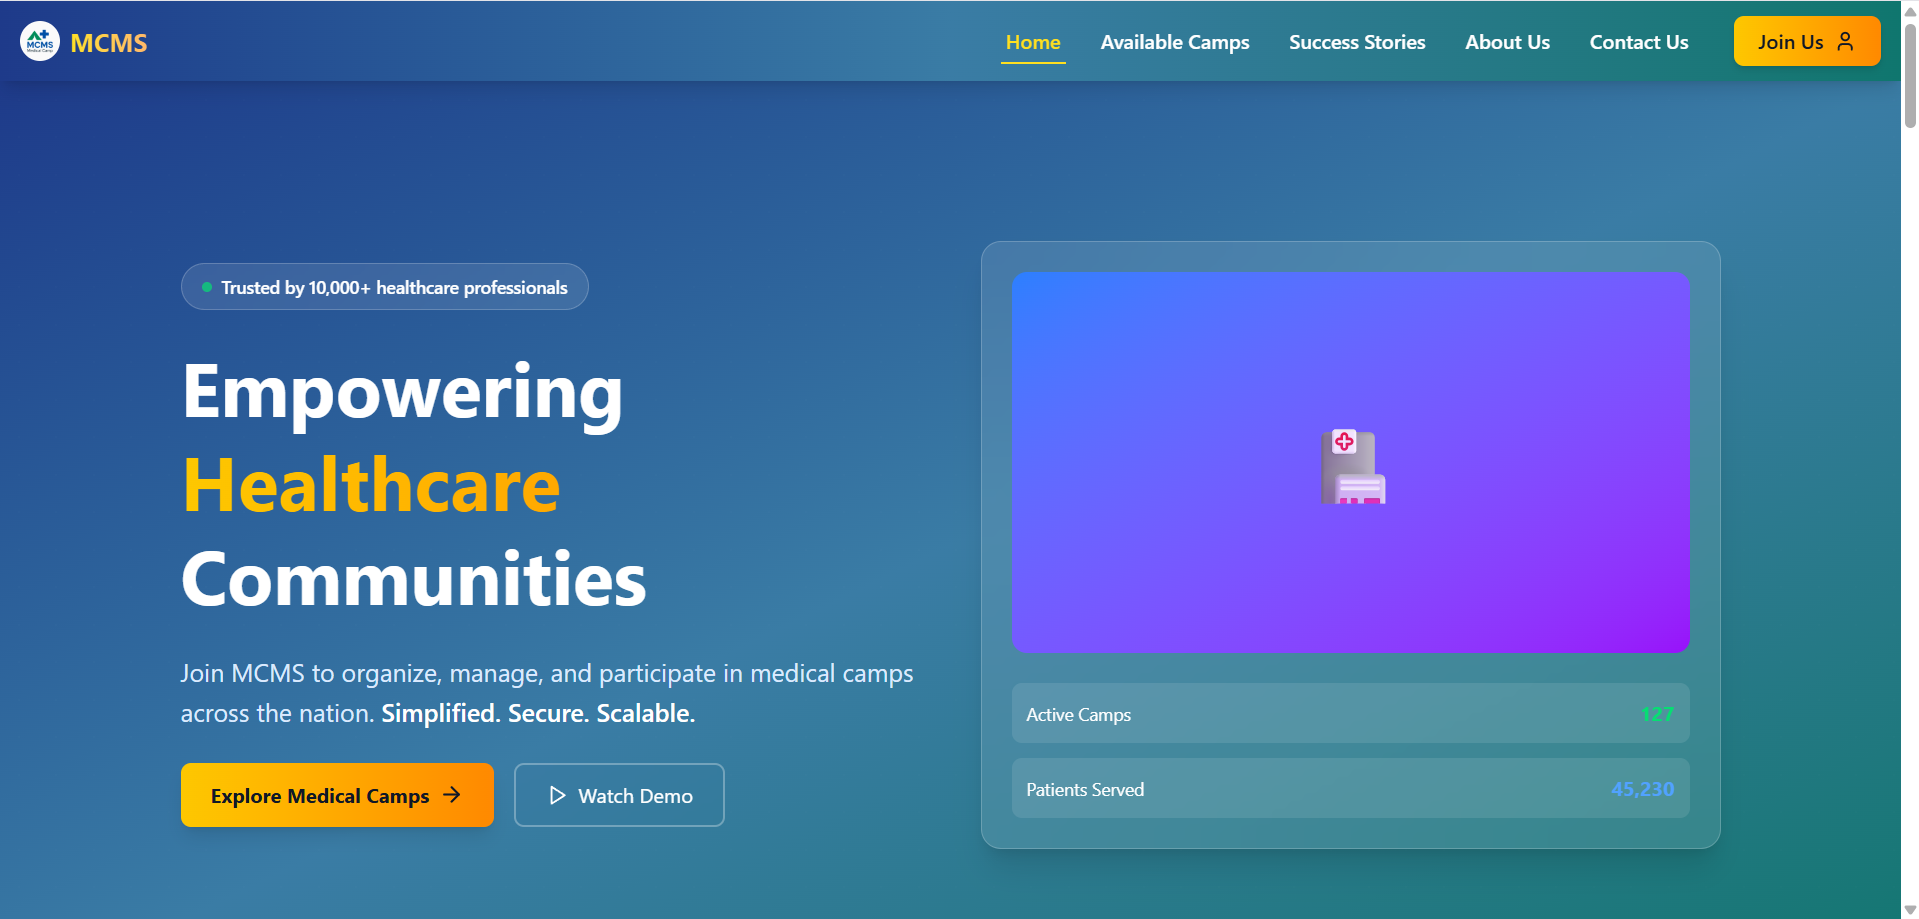 MCMS
Medical Camp
MCMS
Home
Available Camps
Success Stories
About Us
Contact Us
Join Us
Trusted by 10,000+ healthcare professionals
Empowering
Healthcare
Communities
Join MCMS to organize, manage, and participate in medical camps
across the nation. Simplified. Secure. Scalable.
Explore Medical Camps
Watch Demo
Active Camps
127
Patients Served
45,230